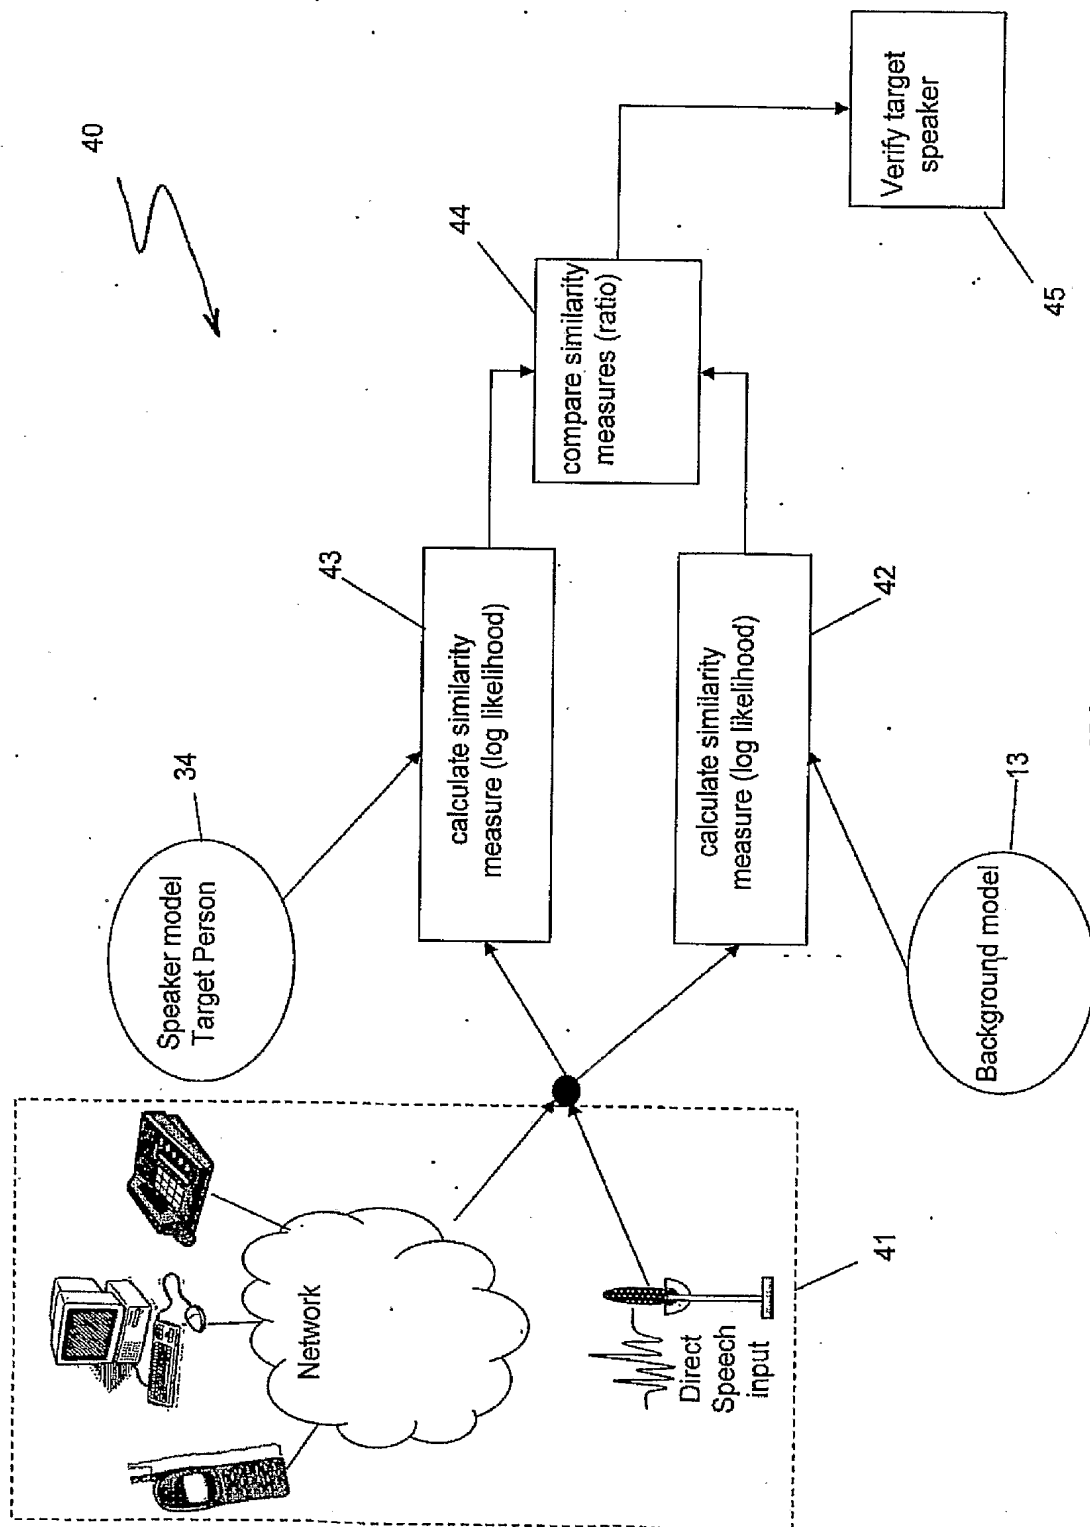 40
Speaker model
Target Person
34
calculate similarity
measure (log likelihood)
43
compare similarity
measures (ratio)
44
Verify target
speaker
45
Network
Direct
Speech
input
41
calculate similarity
measure (log likelihood)
42
Background model
13